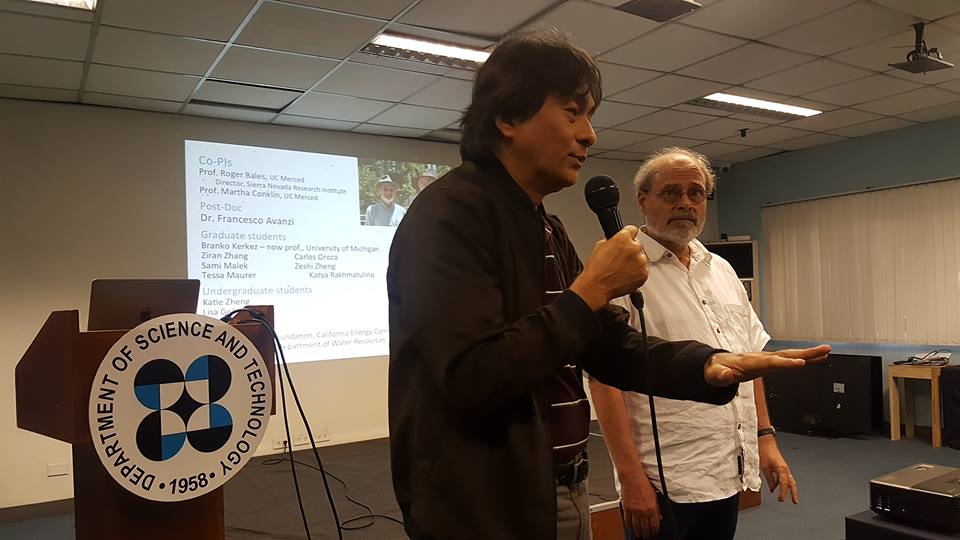 Co-PIs
Prof. Roger Bales, UC Merced
Director, Sierra Nevada Research Institute
Prof. Martha Conklin, UC Merced
Post-Doc
Dr. Francesco Avanzi
Graduate students
Branko Kerkez – now prof., University of Michigan
Ziran Zhang Carlos Oroza
Sami Malek Zeshi Zheng
Tessa Maurer Katya Rakhmatulina
Undergraduate students
Katie Zheng
Lisa
California Energy
Department of Water Resources
DEPARTMENT OF SCIENCE AND TECHNOLOGY
• 1958 •